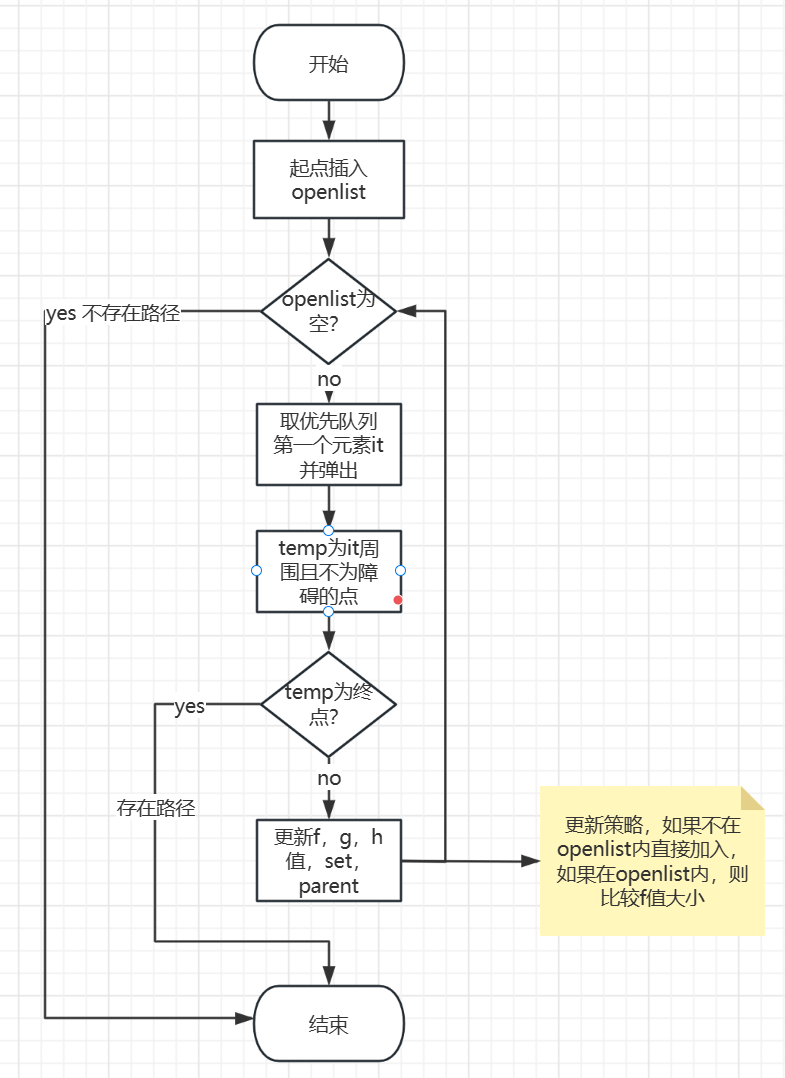 开始
起点插入
openlist
openlist为
空？
yes 不存在路径
no
取优先队列
第一个元素it
并弹出
temp为it周
围且不为障
碍的点
temp为终
点？
yes
no
存在路径
更新f，g，h
值，set，
parent
更新策略，如果不在
openlist内直接加入，
如果在openlist内，则
比较f值大小
结束